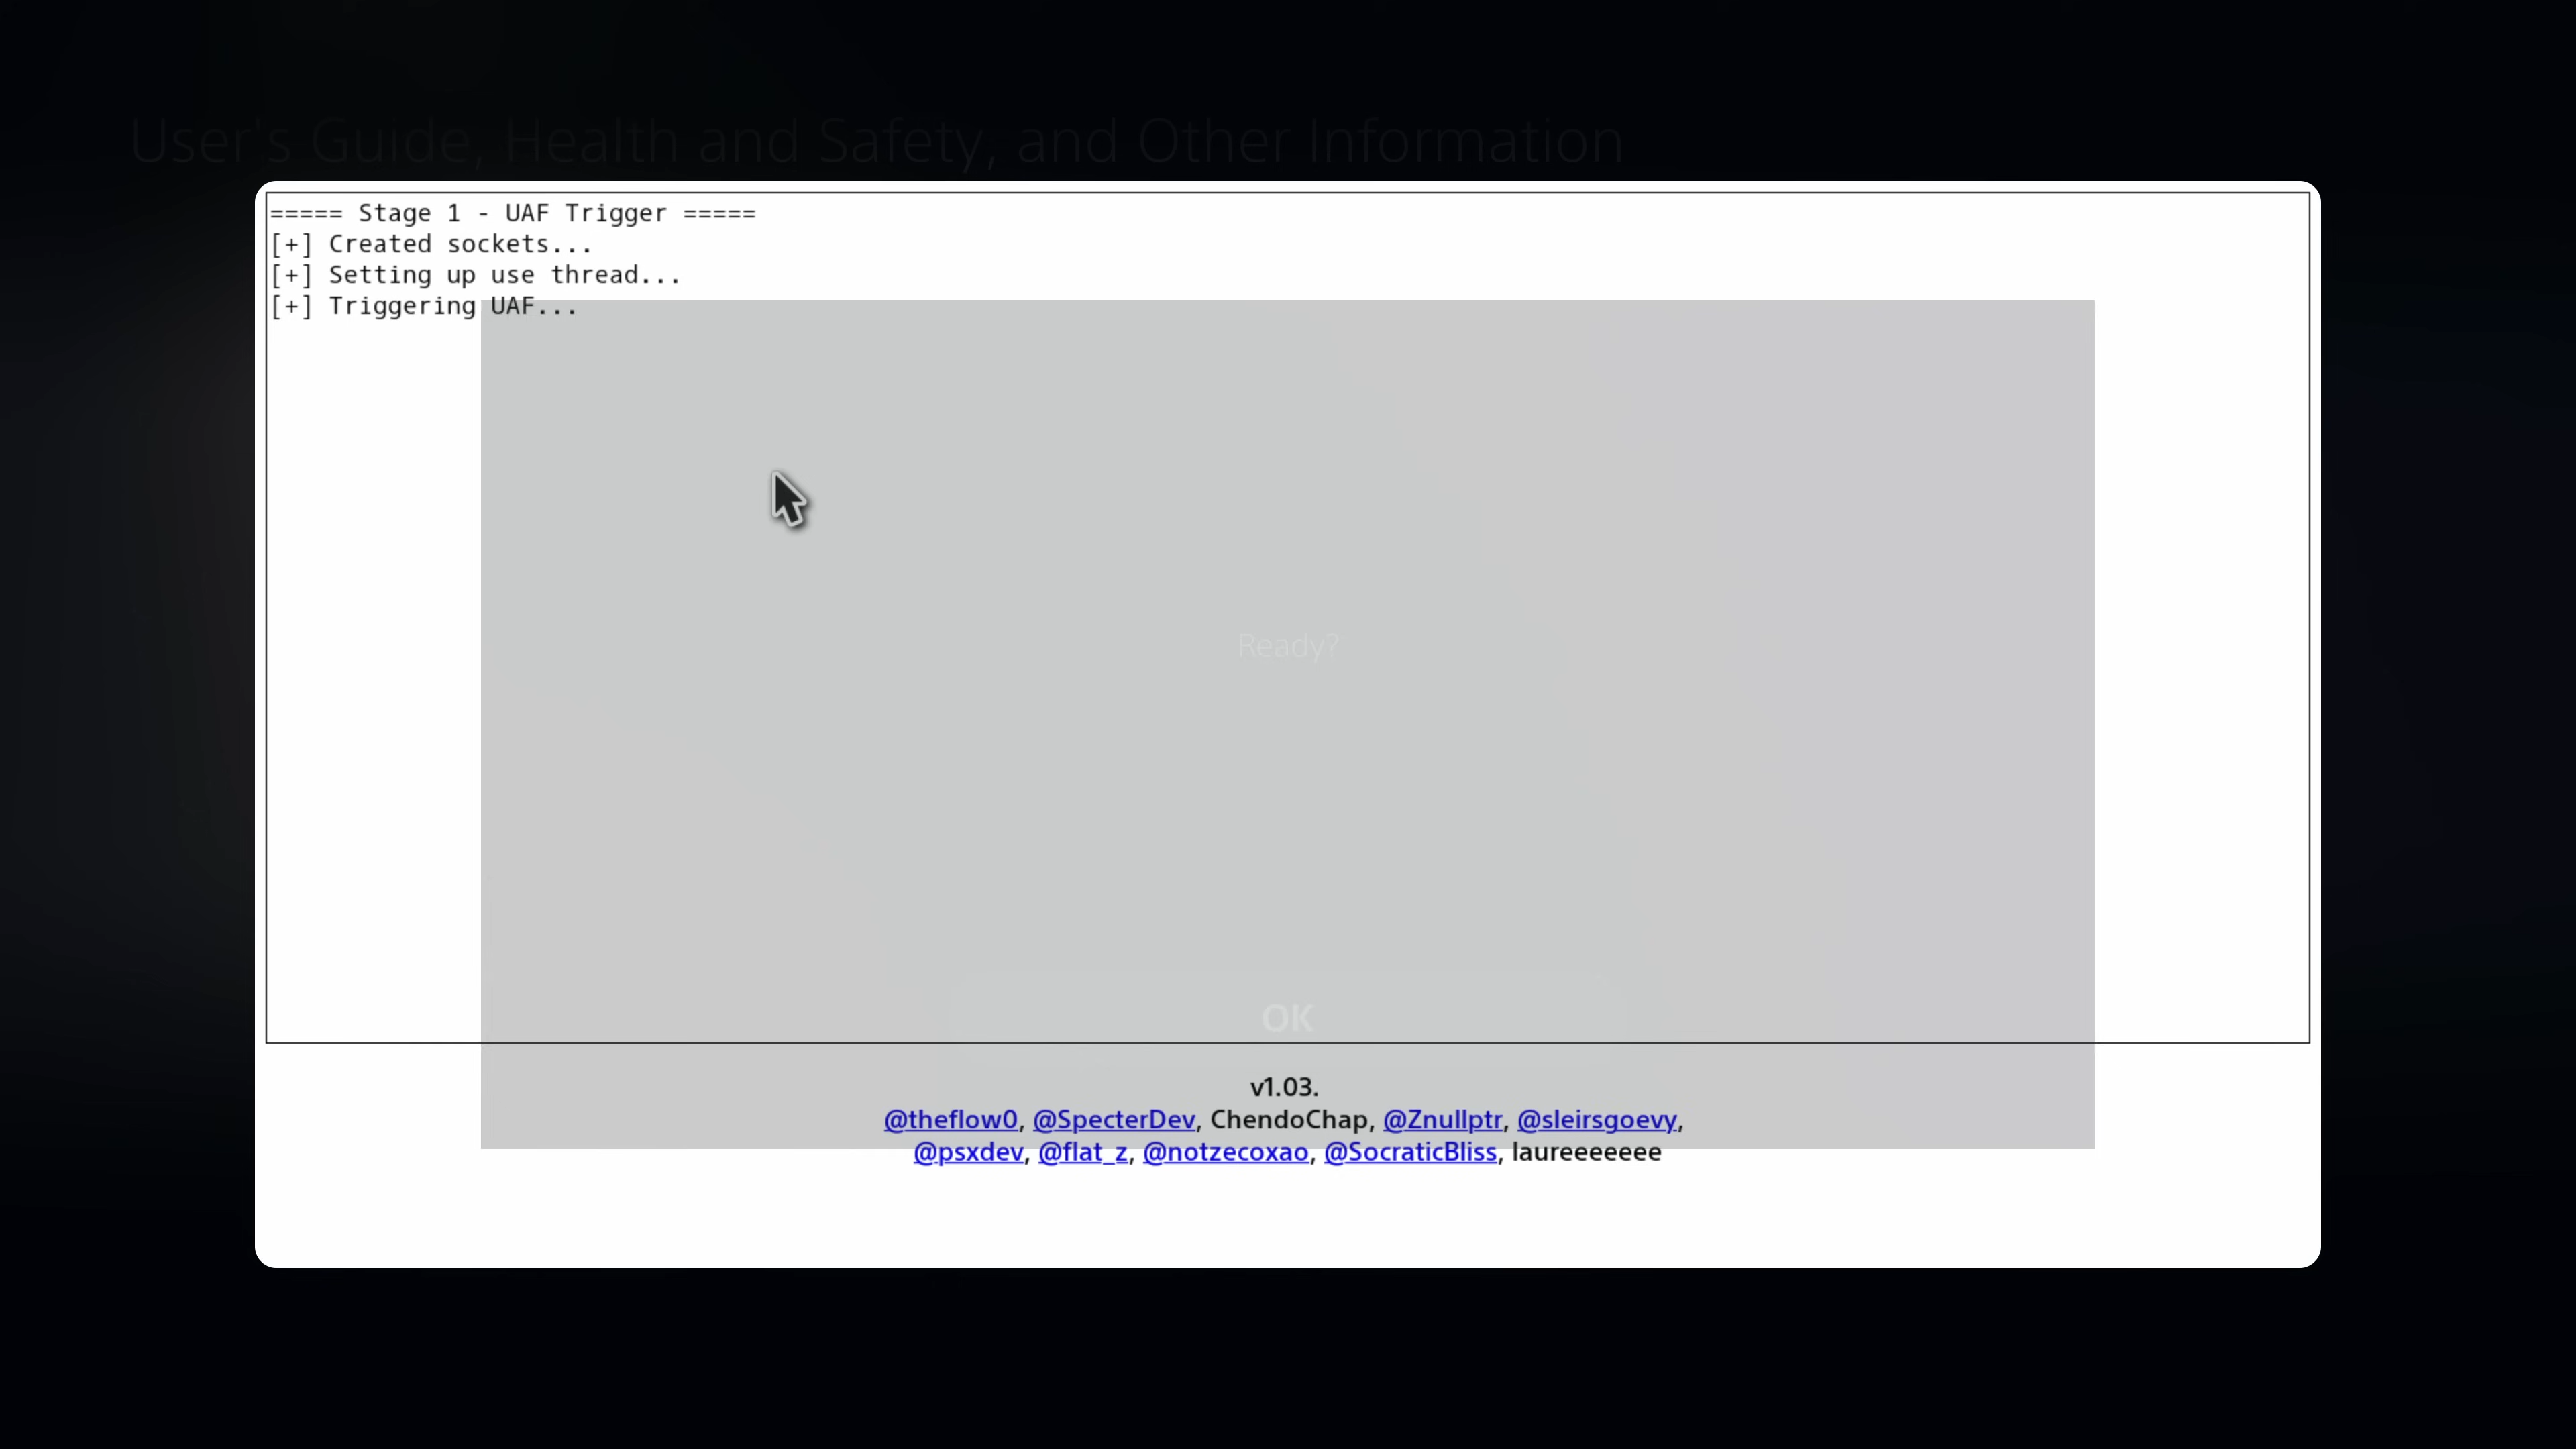 User's Guide, Health and Safety, and Other Information
===== Stage 1 - UAF Trigger =====
[+] Created sockets...
[+] Setting up use thread...
[+] Triggering UAF...
Ready?
OK
v1.03.
@theflow0, @SpecterDev, ChendoChap, @Znullptr, @sleirsgoevy,
@psxdev, @flat_z, @notzecoxao, @SocraticBliss, laureeeeeee